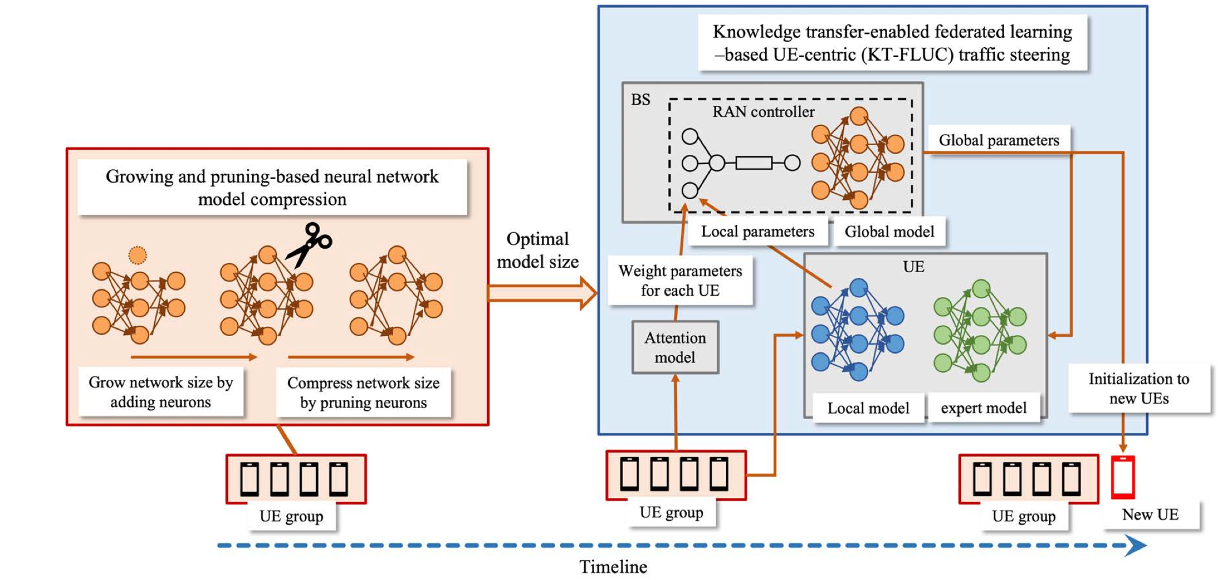 Knowledge transfer-enabled federated learning
–based UE-centric (KT-FLUC) traffic steering
BS
RAN controller
Global parameters
Growing and pruning-based neural network
model compression
Local parameters
Global model
Optimal
model size
Weight parameters
for each UE
UE
Attention
model
Grow network size by
adding neurons
Compress network size
by pruning neurons
Local model
expert model
Initialization to
new UEs
UE group
UE group
UE group
New UE
Timeline